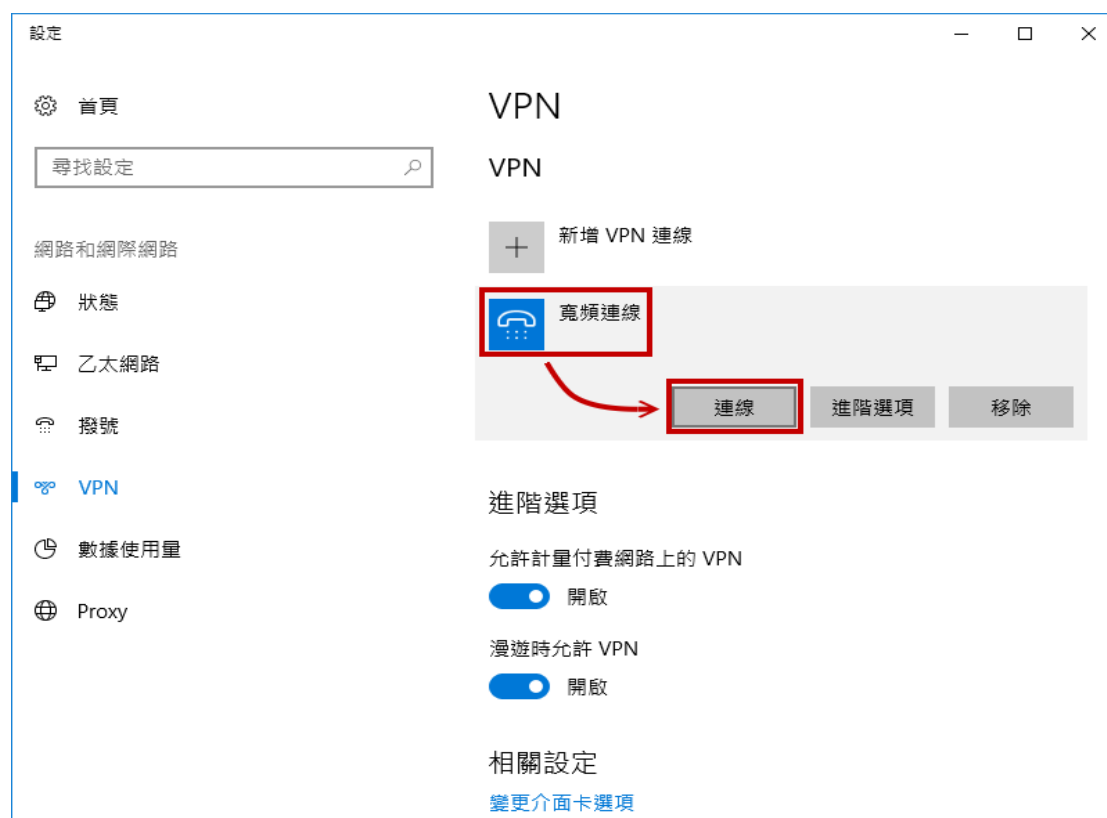 設定
首頁
尋找設定
網路和網際網路
狀態
乙太網路
撥號
VPN
數據使用量
Proxy
VPN
VPN
新增 VPN 連線
寬頻連線
連線
進階選項
移除
進階選項
允許計量付費網路上的 VPN
開啟
漫遊時允許 VPN
開啟
相關設定
變更介面卡選項